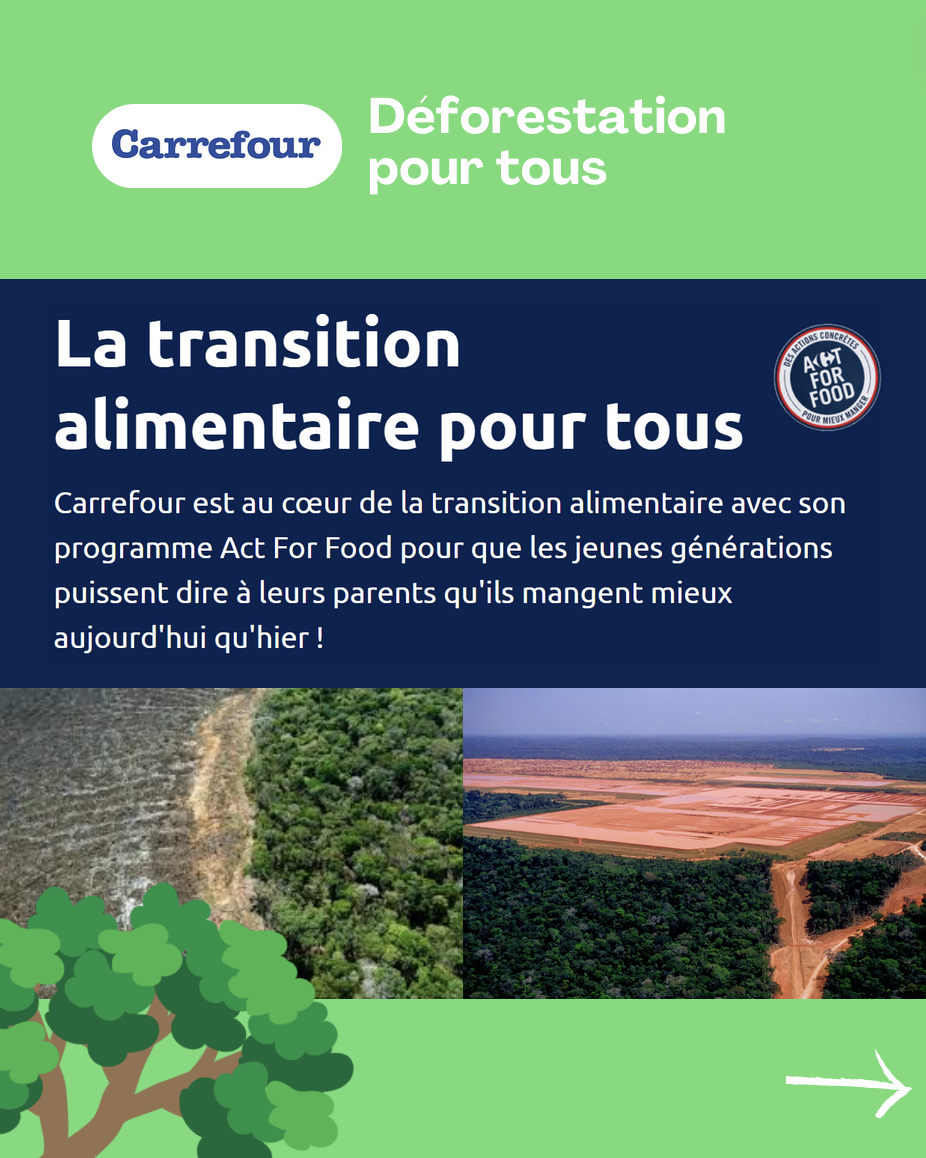 Carrefour
Déforestation
pour tous
La transition
alimentaire pour tous
DES ACTIONS CONCRÈTES
ACT
FOR
FOOD
POUR MIEUX MANGER
Carrefour est au cœur de la transition alimentaire avec son
programme Act For Food pour que les jeunes générations
puissent dire à leurs parents qu'ils mangent mieux
aujourd'hui qu'hier !